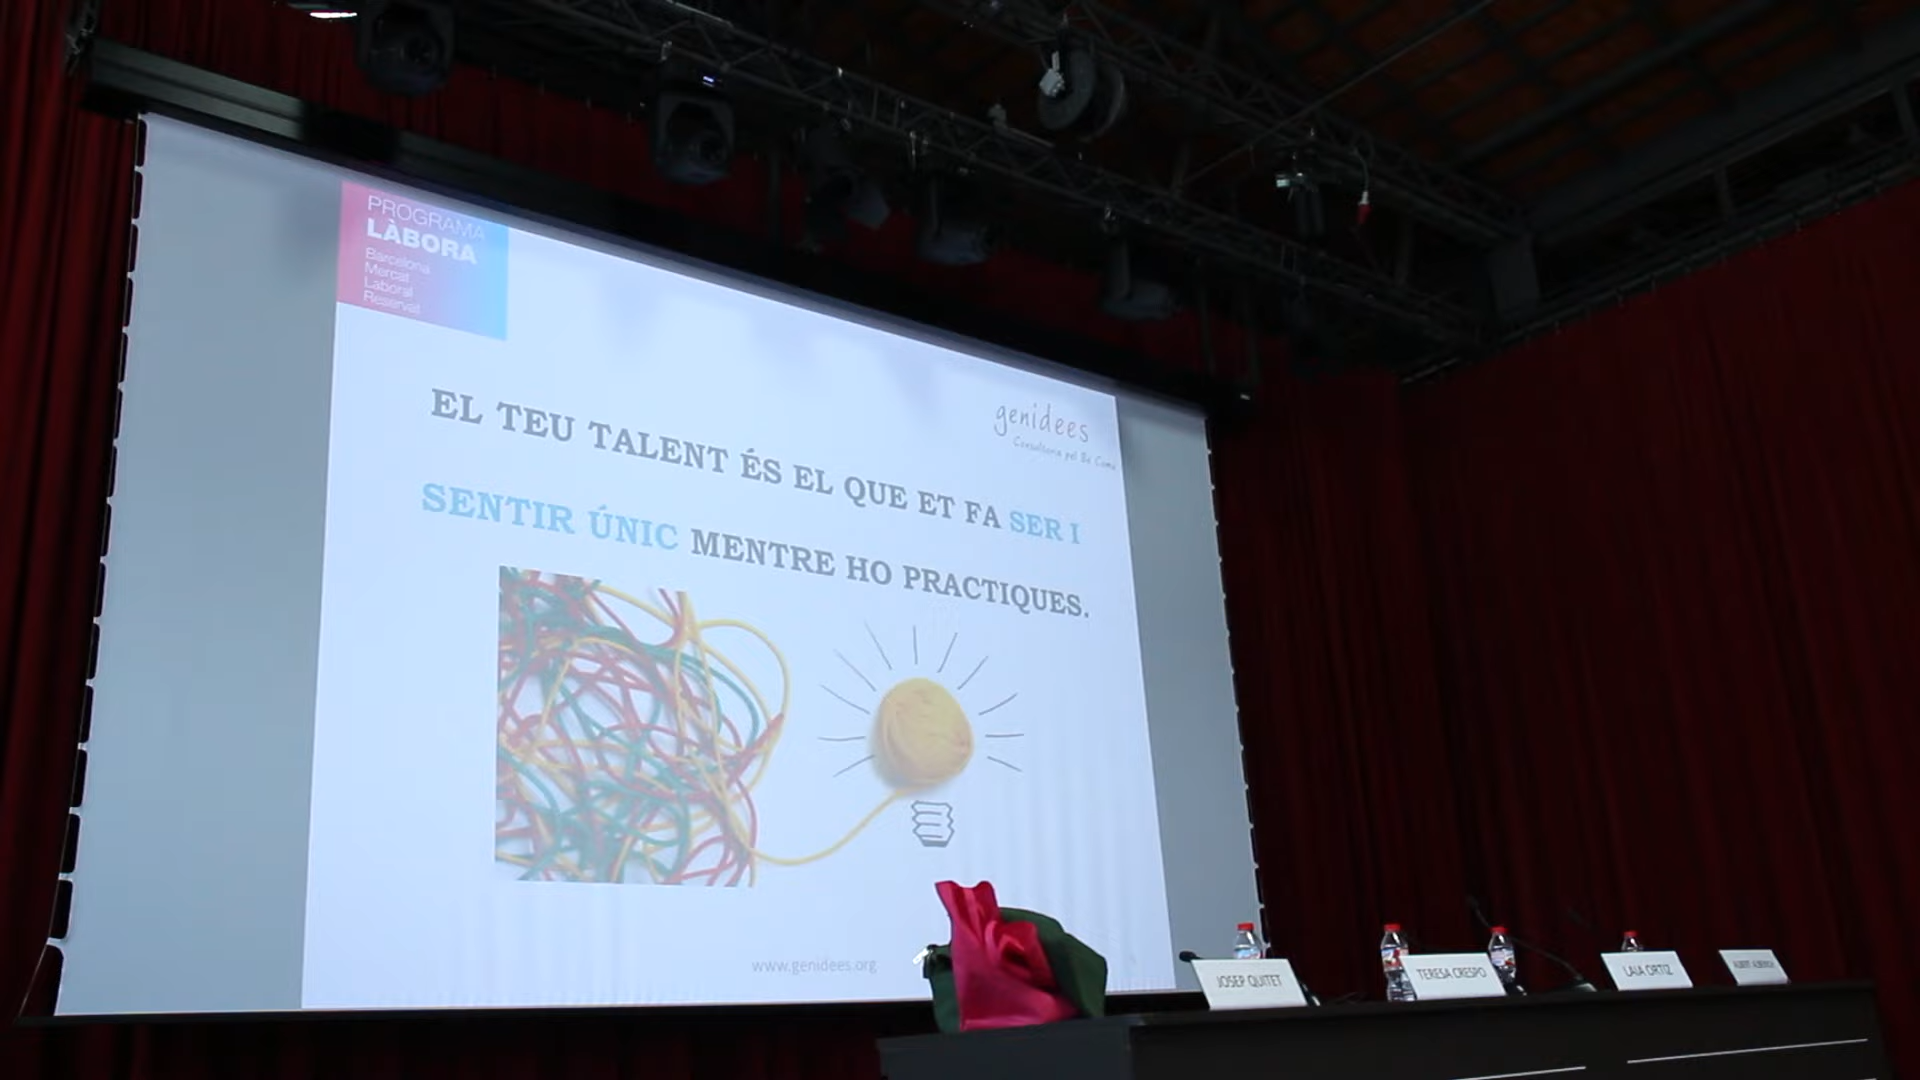 PROGRAMA
LÀBORA
Barcelona
Mercat
Laboral
Reservat
genidees
Consultoria pel Bé Comú
EL TEU TALENT ÉS EL QUE ET FA SER I
SENTIR ÚNIC MENTRE HO PRACTIQUES.
www.genidees.org
JOSEP QUITET
TERESA CRESPO
LAIA ORTIZ
ALBERT